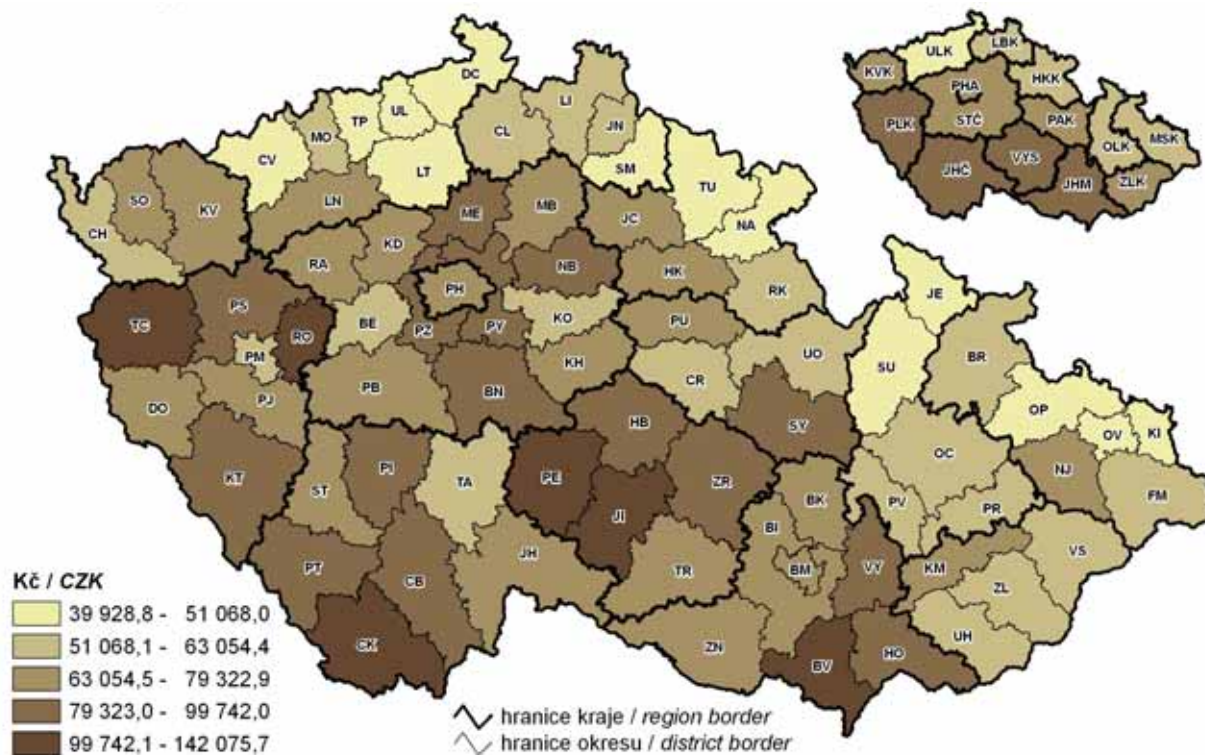 DC
ULK
LBK
KVK
HKK
PHA
STČ
PAK
PLK
MSK
OLK
VYS
JHČ
JHM
ZLK
LI
UL
TP
MO
CL
JN
CV
SM
LT
TU
SO
KV
LN
ME
MB
JC
NA
CH
KD
RA
NB
HK
RK
PH
JE
TC
PS
RO
BE
PZ
PY
KO
PU
UO
BR
PM
SU
CR
KH
OP
PB
BN
DO
PJ
HB
SY
OV
KI
OC
NJ
KT
PI
TA
PE
ZR
ST
BK
PV
PR
FM
JI
BI
VS
JH
PT
CB
TR
BM
VY
KM
ZL
UH
CK
ZN
BV
HO
Kč / CZK
39 928,8 - 51 068,0
51 068,1 - 63 054,4
63 054,5 - 79 322,9
79 323,0 - 99 742,0
99 742,1 - 142 075,7
hranice kraje / region border
hranice okresu / district border